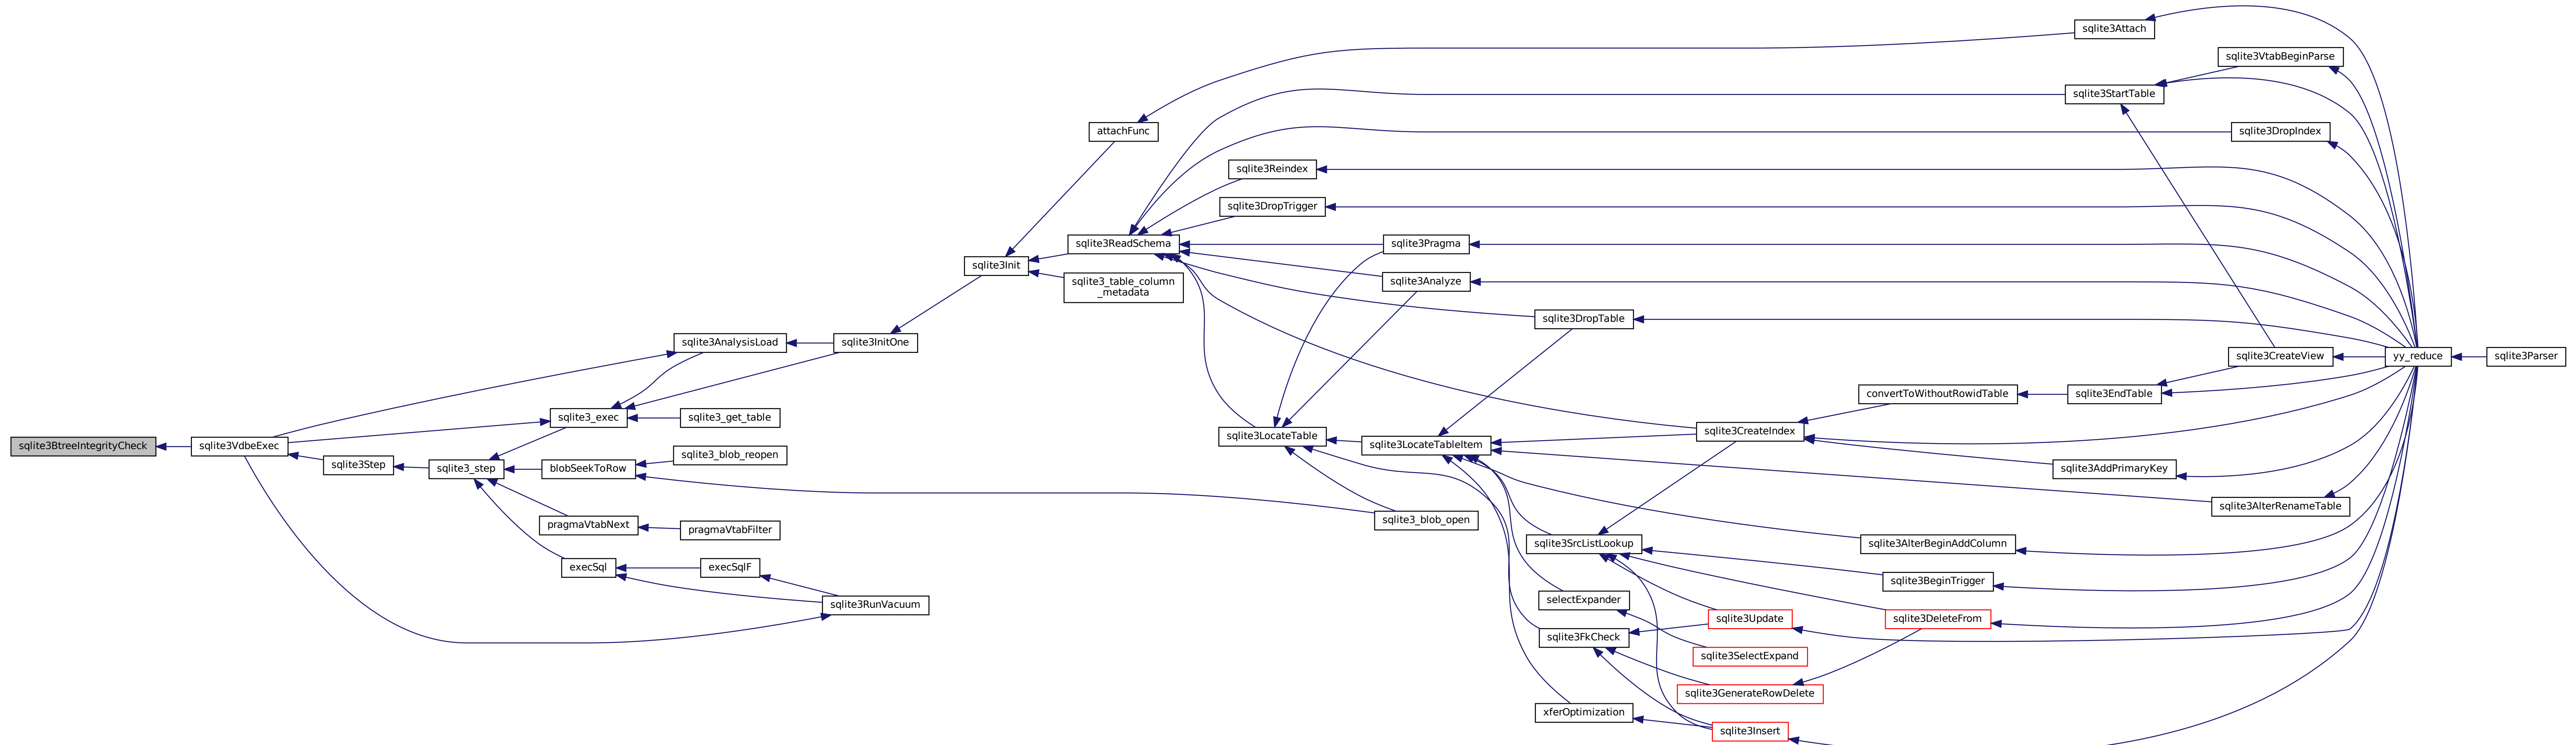 sqlite3BtreeIntegrityCheck
sqlite3VdbeExec
sqlite3Step
sqlite3_step
sqlite3_exec
sqlite3AnalysisLoad
sqlite3_get_table
blobSeekToRow
sqlite3_blob_reopen
pragmaVtabNext
pragmaVtabFilter
execSql
execSqlF
sqlite3RunVacuum
sqlite3InitOne
sqlite3Init
attachFunc
sqlite3ReadSchema
sqlite3_table_column
_metadata
sqlite3Reindex
sqlite3DropTrigger
sqlite3LocateTable
sqlite3Pragma
sqlite3Analyze
sqlite3LocateTableItem
sqlite3_blob_open
sqlite3DropTable
sqlite3SrcListLookup
selectExpander
sqlite3FkCheck
xferOptimization
sqlite3CreateIndex
sqlite3Update
sqlite3SelectExpand
sqlite3GenerateRowDelete
sqlite3Insert
convertToWithoutRowidTable
sqlite3AlterBeginAddColumn
sqlite3BeginTrigger
sqlite3DeleteFrom
sqlite3Attach
sqlite3StartTable
sqlite3EndTable
sqlite3AddPrimaryKey
sqlite3VtabBeginParse
sqlite3DropIndex
sqlite3CreateView
sqlite3AlterRenameTable
yy_reduce
sqlite3Parser